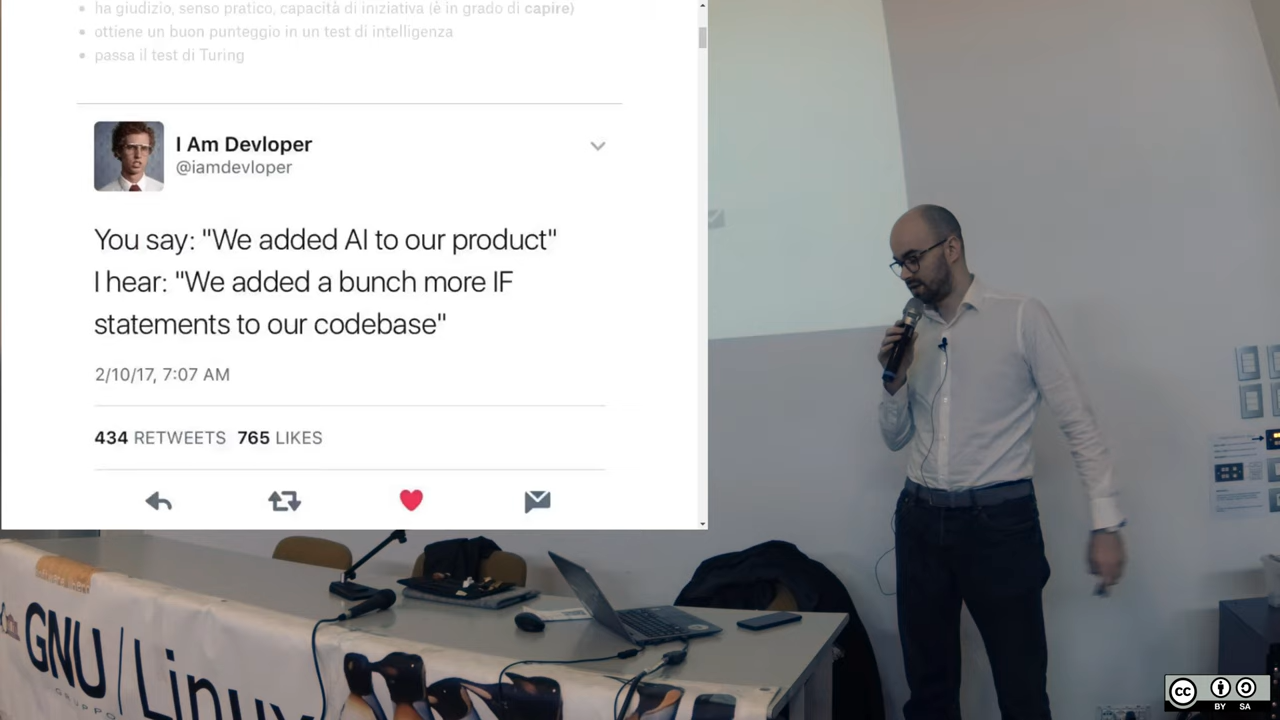 ha giudizio, senso pratico, capacità di iniziativa (è in grado di capire)
ottiene un buon punteggio in un test di intelligenza
passa il test di Turing
I Am Devloper
@iamdevloper
You say: "We added AI to our product"
I hear: "We added a bunch more IF
statements to our codebase"
2/10/17, 7:07 AM
434 RETWEETS 765 LIKES
GNU/Linux
GRUPPO
cc
BY SA